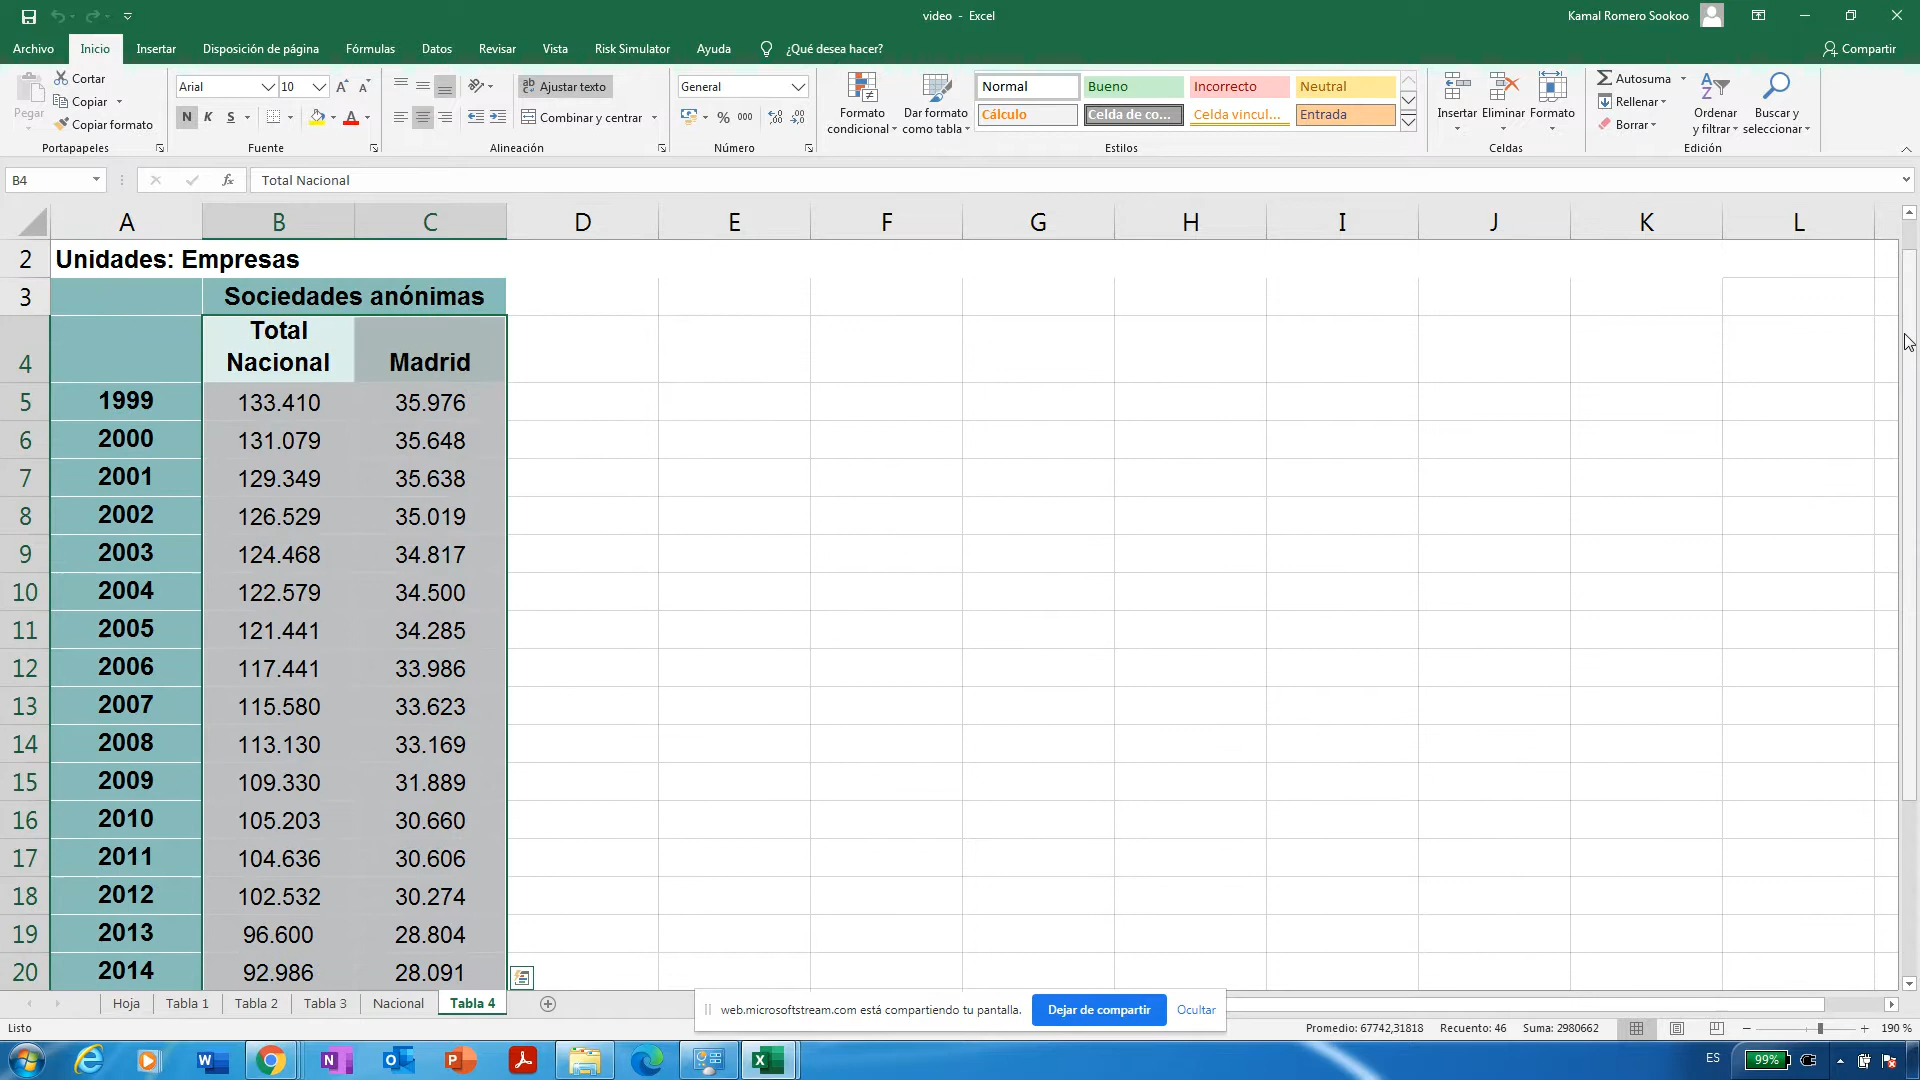 video - Excel
Kamal Romero Sookoo
Archivo Inicio Insertar Disposición de página Fórmulas Datos Revisar Vista Risk Simulator Ayuda ¿Qué desea hacer? Compartir
Pegar
Cortar
Copiar
Copiar formato
Portapapeles
Arial 10
N K S
Fuente
Ajustar texto
Combinar y centrar
Alineación
General
% 000
Número
Formato condicional
Dar formato como tabla
Normal Bueno Incorrecto Neutral
Cálculo Celda de co... Celda vincul... Entrada
Estilos
Insertar Eliminar Formato
Celdas
Autosuma
Rellenar
Borrar
Ordenar y filtrar
Buscar y seleccionar
Edición
B4 fx Total Nacional
A B C D E F G H I J K L
2 Unidades: Empresas
3 Sociedades anónimas
4 Total Nacional Madrid
5 1999 133.410 35.976
6 2000 131.079 35.648
7 2001 129.349 35.638
8 2002 126.529 35.019
9 2003 124.468 34.817
10 2004 122.579 34.500
11 2005 121.441 34.285
12 2006 117.441 33.986
13 2007 115.580 33.623
14 2008 113.130 33.169
15 2009 109.330 31.889
16 2010 105.203 30.660
17 2011 104.636 30.606
18 2012 102.532 30.274
19 2013 96.600 28.804
20 2014 92.986 28.091
Hoja Tabla 1 Tabla 2 Tabla 3 Nacional Tabla 4
web.microsoftstream.com está compartiendo tu pantalla. Dejar de compartir Ocultar
Listo Promedio: 67742,31818 Recuento: 46 Suma: 2980662 190 %
ES 99%